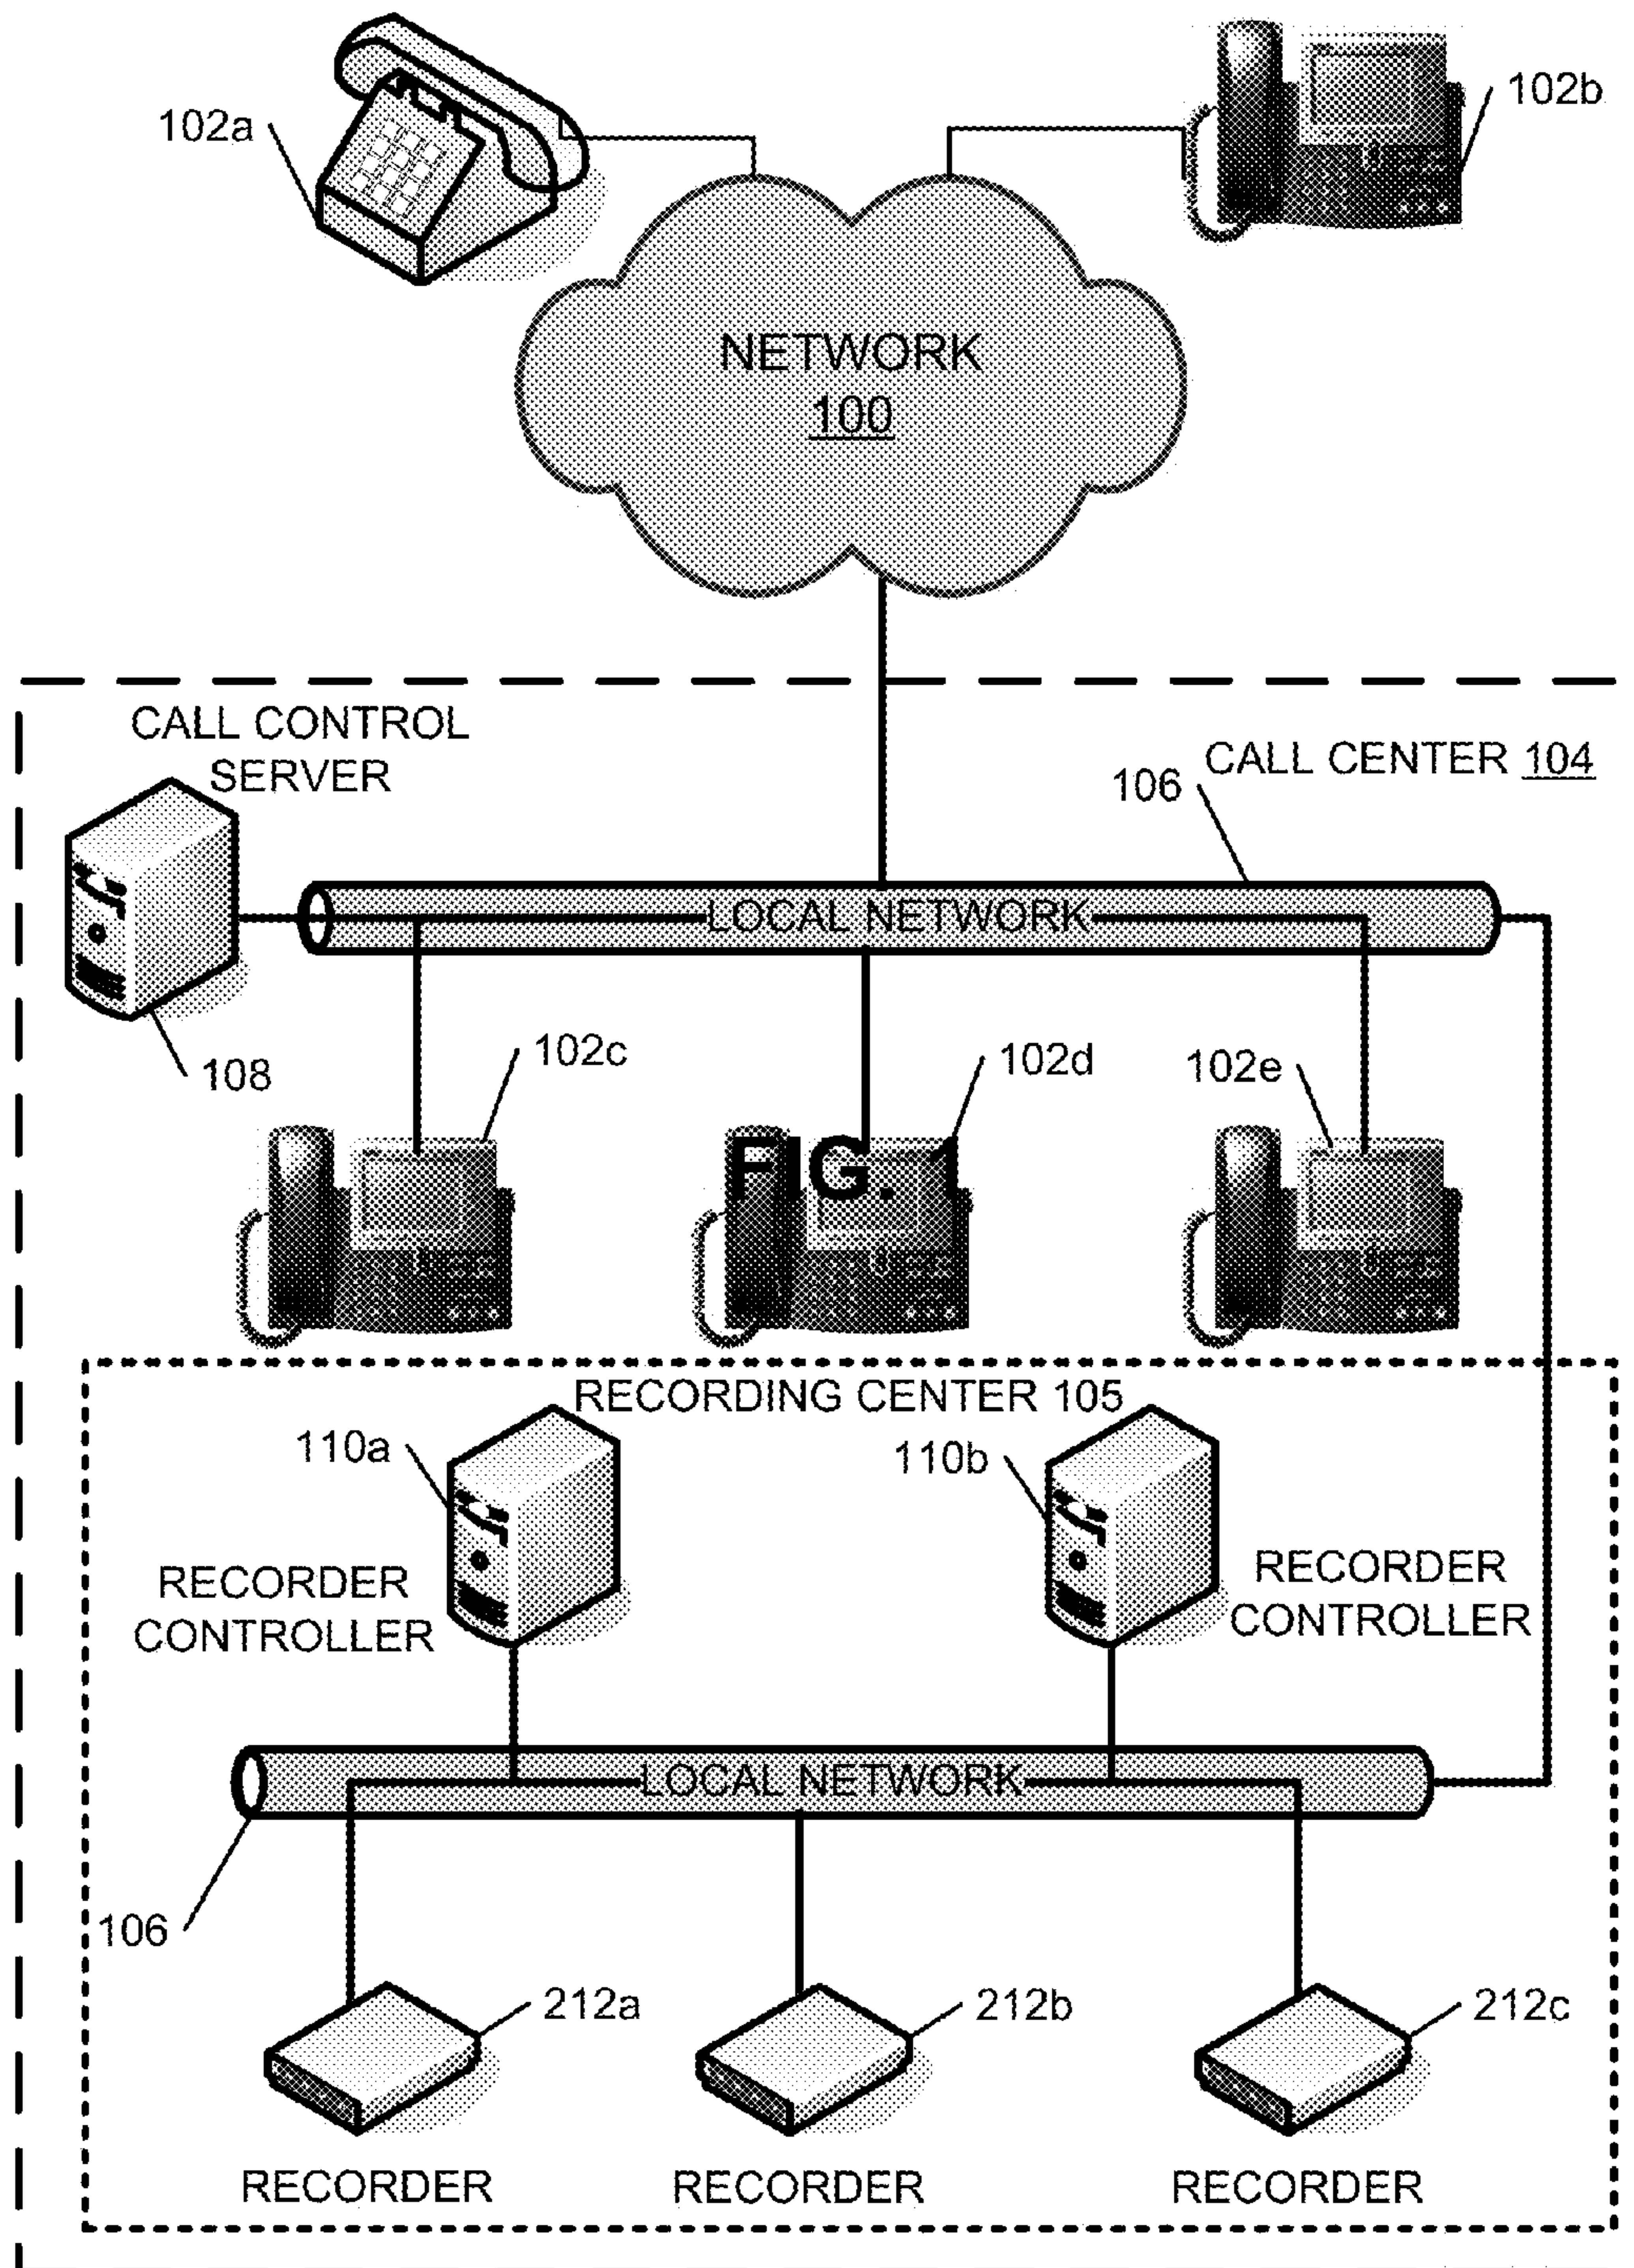 102a
102b
NETWORK
100
CALL CONTROL
SERVER
CALL CENTER 104
106
LOCAL NETWORK
108
102c
102d
102e
FIG. 1
RECORDING CENTER 105
110a
110b
RECORDER
CONTROLLER
RECORDER
CONTROLLER
LOCAL NETWORK
106
212a
212b
212c
RECORDER
RECORDER
RECORDER